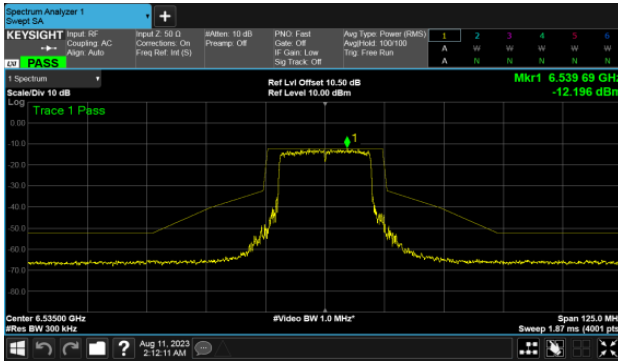 Spectrum Analyzer 1
Swept SA
+
KEYSIGHT Input: RF Input Z: 50 Ω #Atten: 10 dB PNO: Fast Avg Type: Power (RMS) 1 2 3 4 5 6
Coupling: AC Corrections: On Preamp: Off Gate: Off Avg|Hold: 100/100 A W W W W W
Align: Auto Freq Ref: Int (S) IF Gain: Low Trig: Free Run
Sig Track: Off A N N N N N
LXI PASS
1 Spectrum Ref Lvl Offset 10.50 dB Mkr1 6.539 69 GHz
Scale/Div 10 dB Ref Level 10.00 dBm -12.196 dBm
Log
Trace 1 Pass
0.00
-10.0
1
-20.0
-30.0
-40.0
-50.0
-60.0
-70.0
-80.0
Center 6.53500 GHz #Video BW 1.0 MHz* Span 125.0 MH
#Res BW 300 kHz Sweep 1.87 ms (4001 pts
? Aug 11, 2023
2:12:11 AM